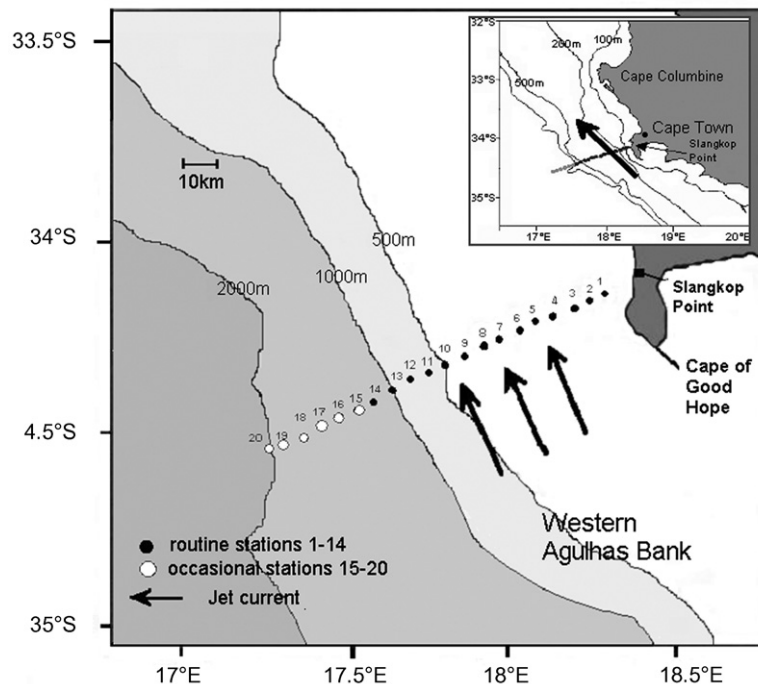 33.5°S
34°S
4.5°S
35°S
17°E
17.5°E
18°E
18.5°E
10km
500m
1000m
2000m
1
2
3
4
5
6
7
8
9
10
11
12
13
14
15
16
17
18
19
20
Slangkop
Point
Cape of
Good
Hope
Western
Agulhas Bank
routine stations 1-14
occasional stations 15-20
Jet current
32°S
33°S
34°S
35°S
17°E
18°E
19°E
20°E
100m
200m
500m
Cape Columbine
Cape Town
Slangkop
Point